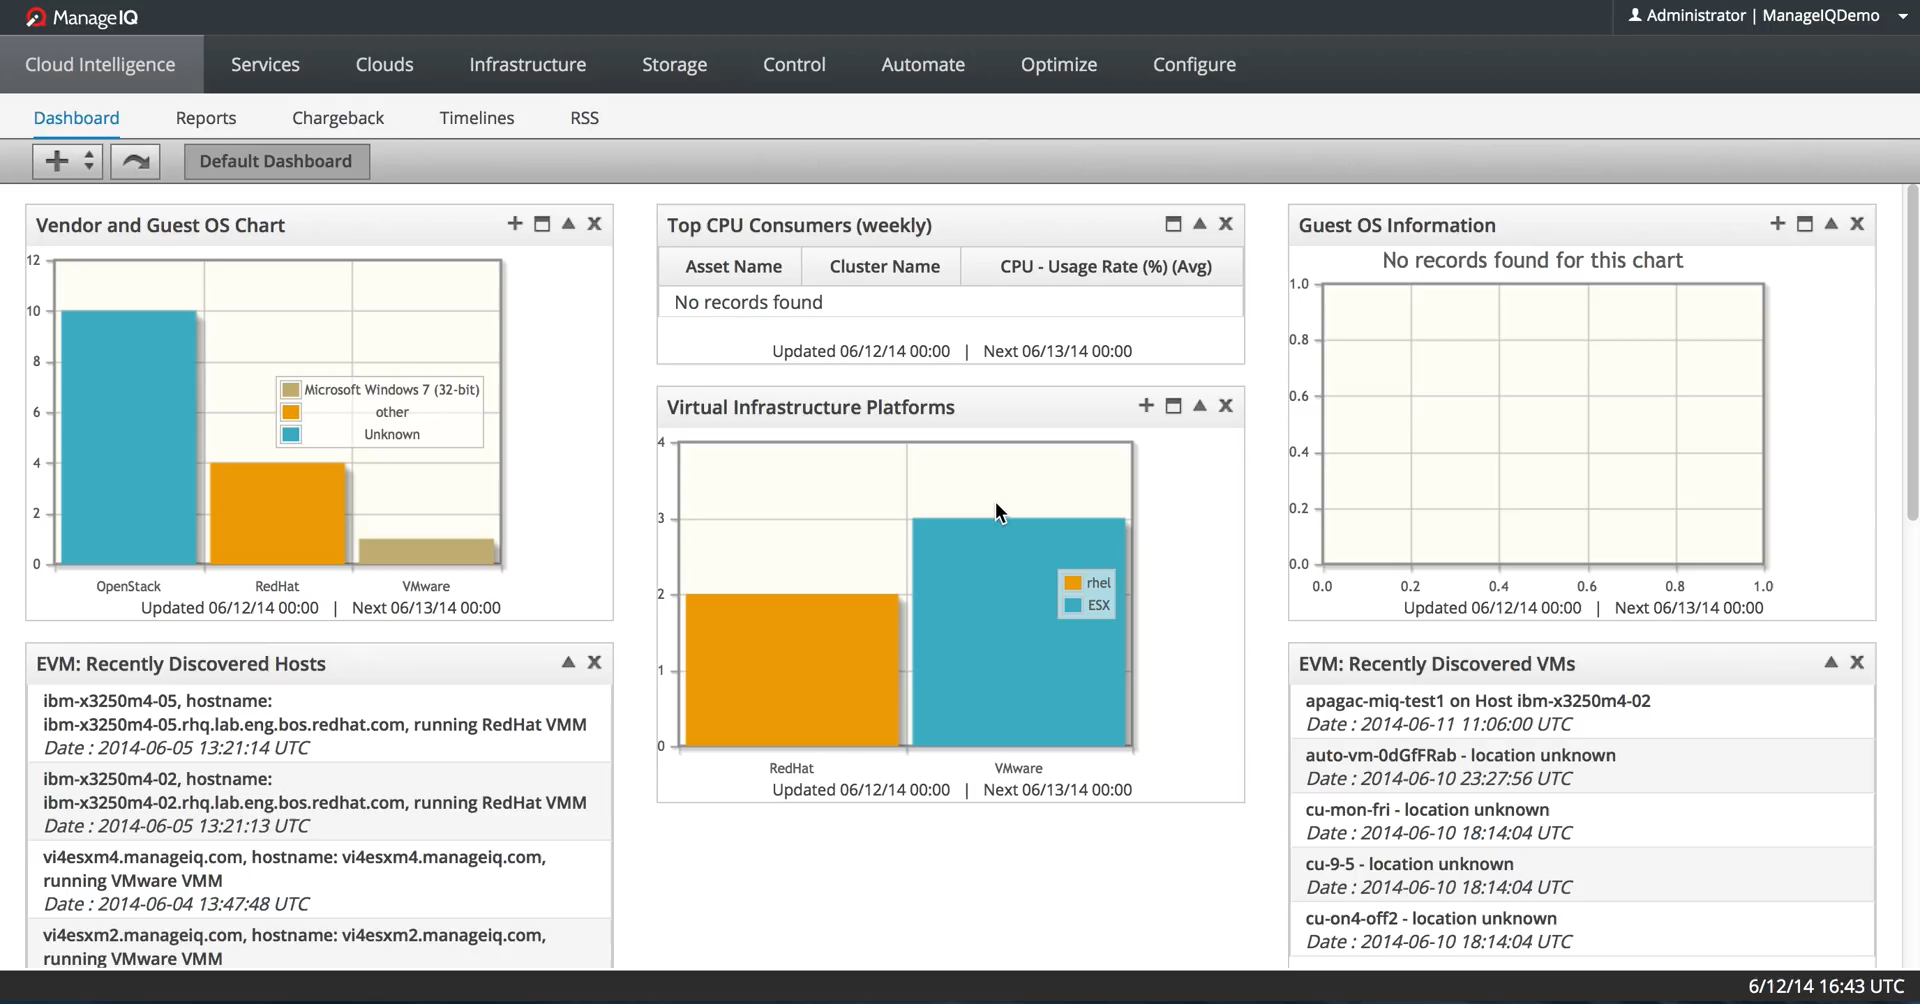 ManageIQ
Administrator | ManageIQDemo
Cloud Intelligence
Services
Clouds
Infrastructure
Storage
Control
Automate
Optimize
Configure
Dashboard
Reports
Chargeback
Timelines
RSS
Default Dashboard
Vendor and Guest OS Chart
12
10
8
6
4
2
0
Microsoft Windows 7 (32-bit)
other
Unknown
OpenStack
RedHat
VMware
Updated 06/12/14 00:00 | Next 06/13/14 00:00
EVM: Recently Discovered Hosts
ibm-x3250m4-05, hostname:
ibm-x3250m4-05.rhq.lab.eng.bos.redhat.com, running RedHat VMM
Date : 2014-06-05 13:21:14 UTC
ibm-x3250m4-02, hostname:
ibm-x3250m4-02.rhq.lab.eng.bos.redhat.com, running RedHat VMM
Date : 2014-06-05 13:21:13 UTC
vi4esxm4.manageiq.com, hostname: vi4esxm4.manageiq.com,
running VMware VMM
Date : 2014-06-04 13:47:48 UTC
vi4esxm2.manageiq.com, hostname: vi4esxm2.manageiq.com,
running VMware VMM
Top CPU Consumers (weekly)
Asset Name
Cluster Name
CPU - Usage Rate (%) (Avg)
No records found
Updated 06/12/14 00:00 | Next 06/13/14 00:00
Virtual Infrastructure Platforms
4
3
2
1
0
rhel
ESX
RedHat
VMware
Updated 06/12/14 00:00 | Next 06/13/14 00:00
Guest OS Information
No records found for this chart
1.0
0.8
0.6
0.4
0.2
0.0
0.0
0.2
0.4
0.6
0.8
1.0
Updated 06/12/14 00:00 | Next 06/13/14 00:00
EVM: Recently Discovered VMs
apagac-miq-test1 on Host ibm-x3250m4-02
Date : 2014-06-11 11:06:00 UTC
auto-vm-0dGfFRab - location unknown
Date : 2014-06-10 23:27:56 UTC
cu-mon-fri - location unknown
Date : 2014-06-10 18:14:04 UTC
cu-9-5 - location unknown
Date : 2014-06-10 18:14:04 UTC
cu-on4-off2 - location unknown
Date : 2014-06-10 18:14:04 UTC
6/12/14 16:43 UTC